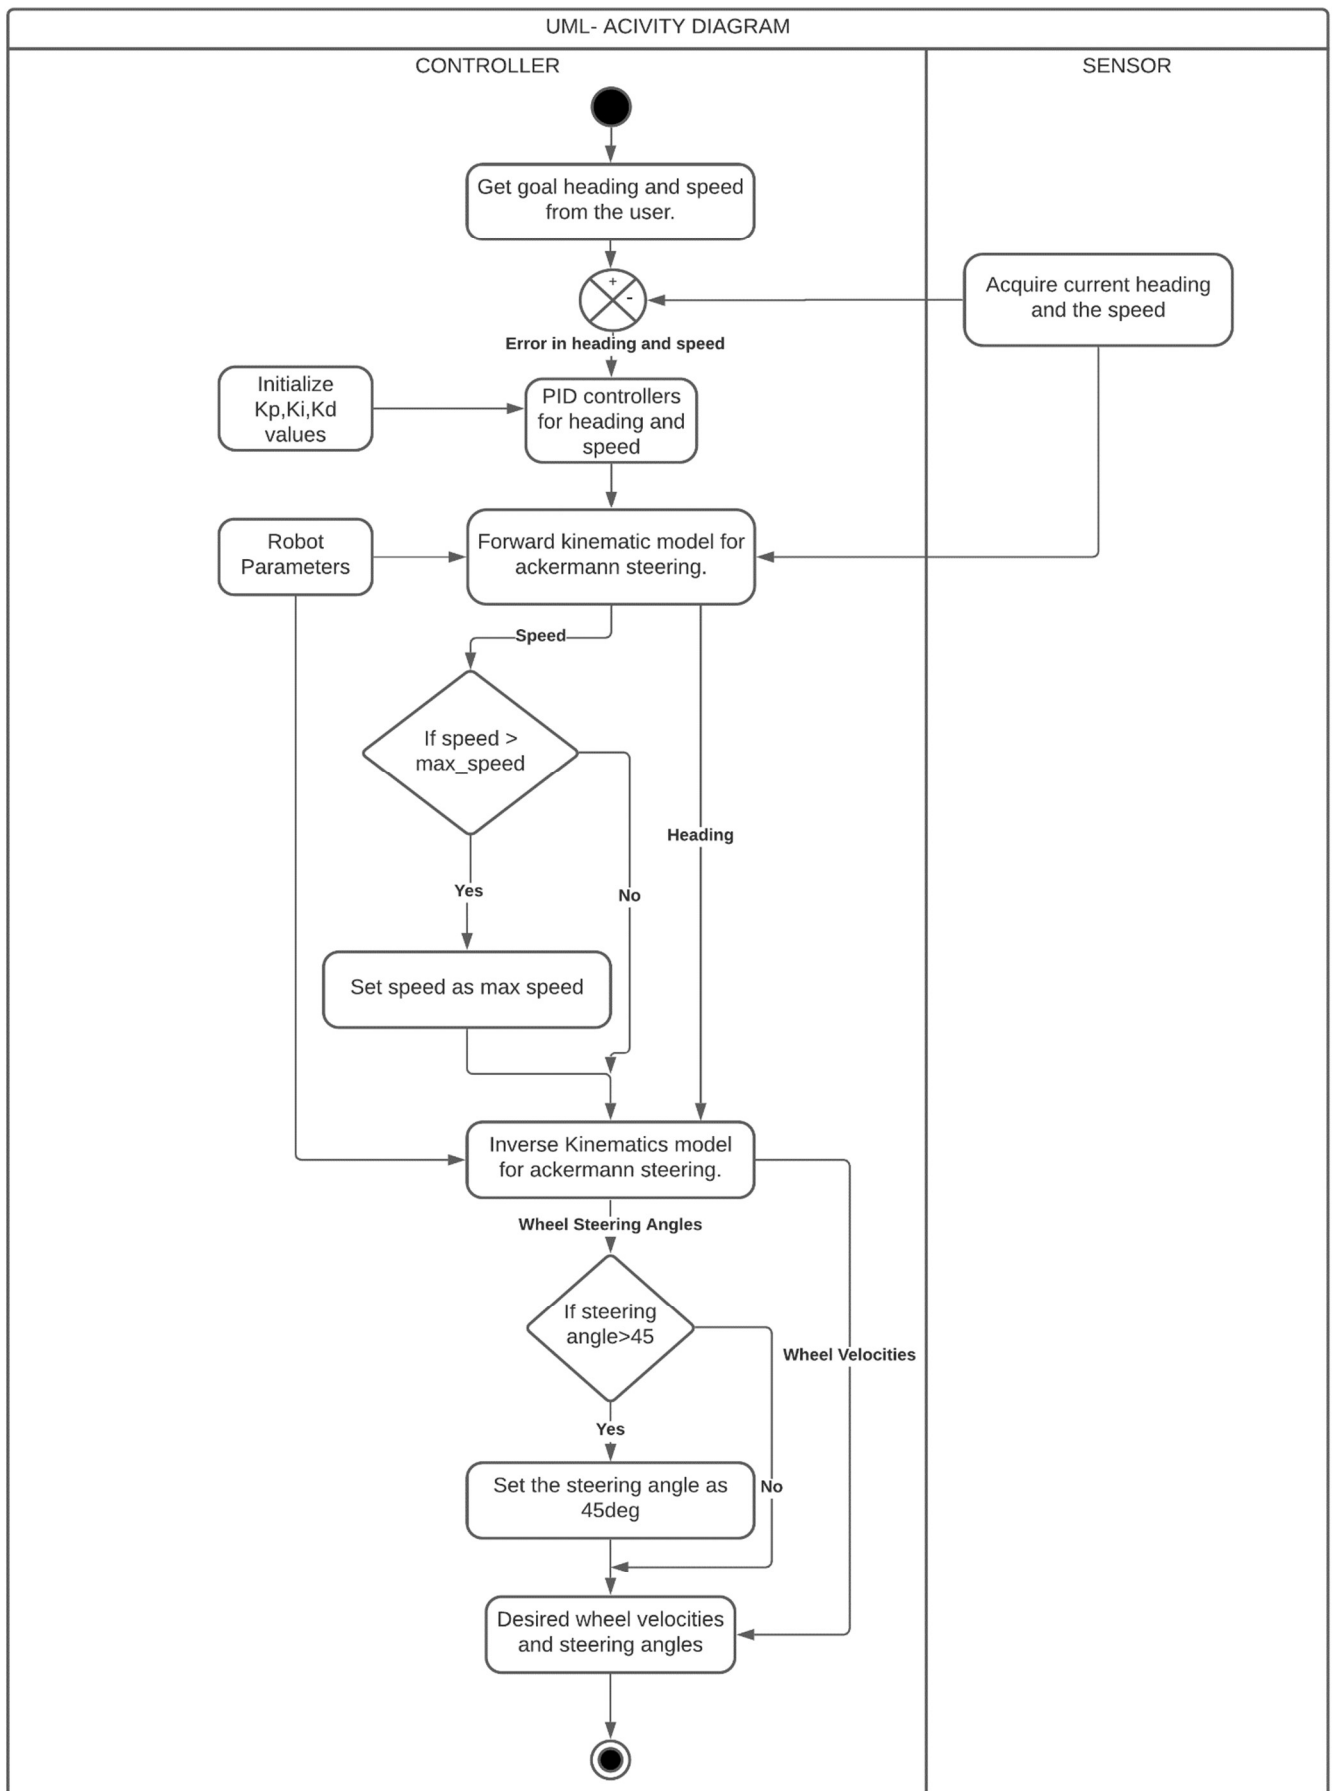 UML- ACIVITY DIAGRAM
CONTROLLER
SENSOR
Get goal heading and speed
from the user.
+
-
Acquire current heading
and the speed
Error in heading and speed
Initialize
Kp,Ki,Kd
values
PID controllers
for heading and
speed
Robot
Parameters
Forward kinematic model for
ackermann steering.
Speed
If speed >
max_speed
Heading
Yes
No
Set speed as max speed
Inverse Kinematics model
for ackermann steering.
Wheel Steering Angles
If steering
angle>45
Wheel Velocities
Yes
Set the steering angle as
45deg
No
Desired wheel velocities
and steering angles